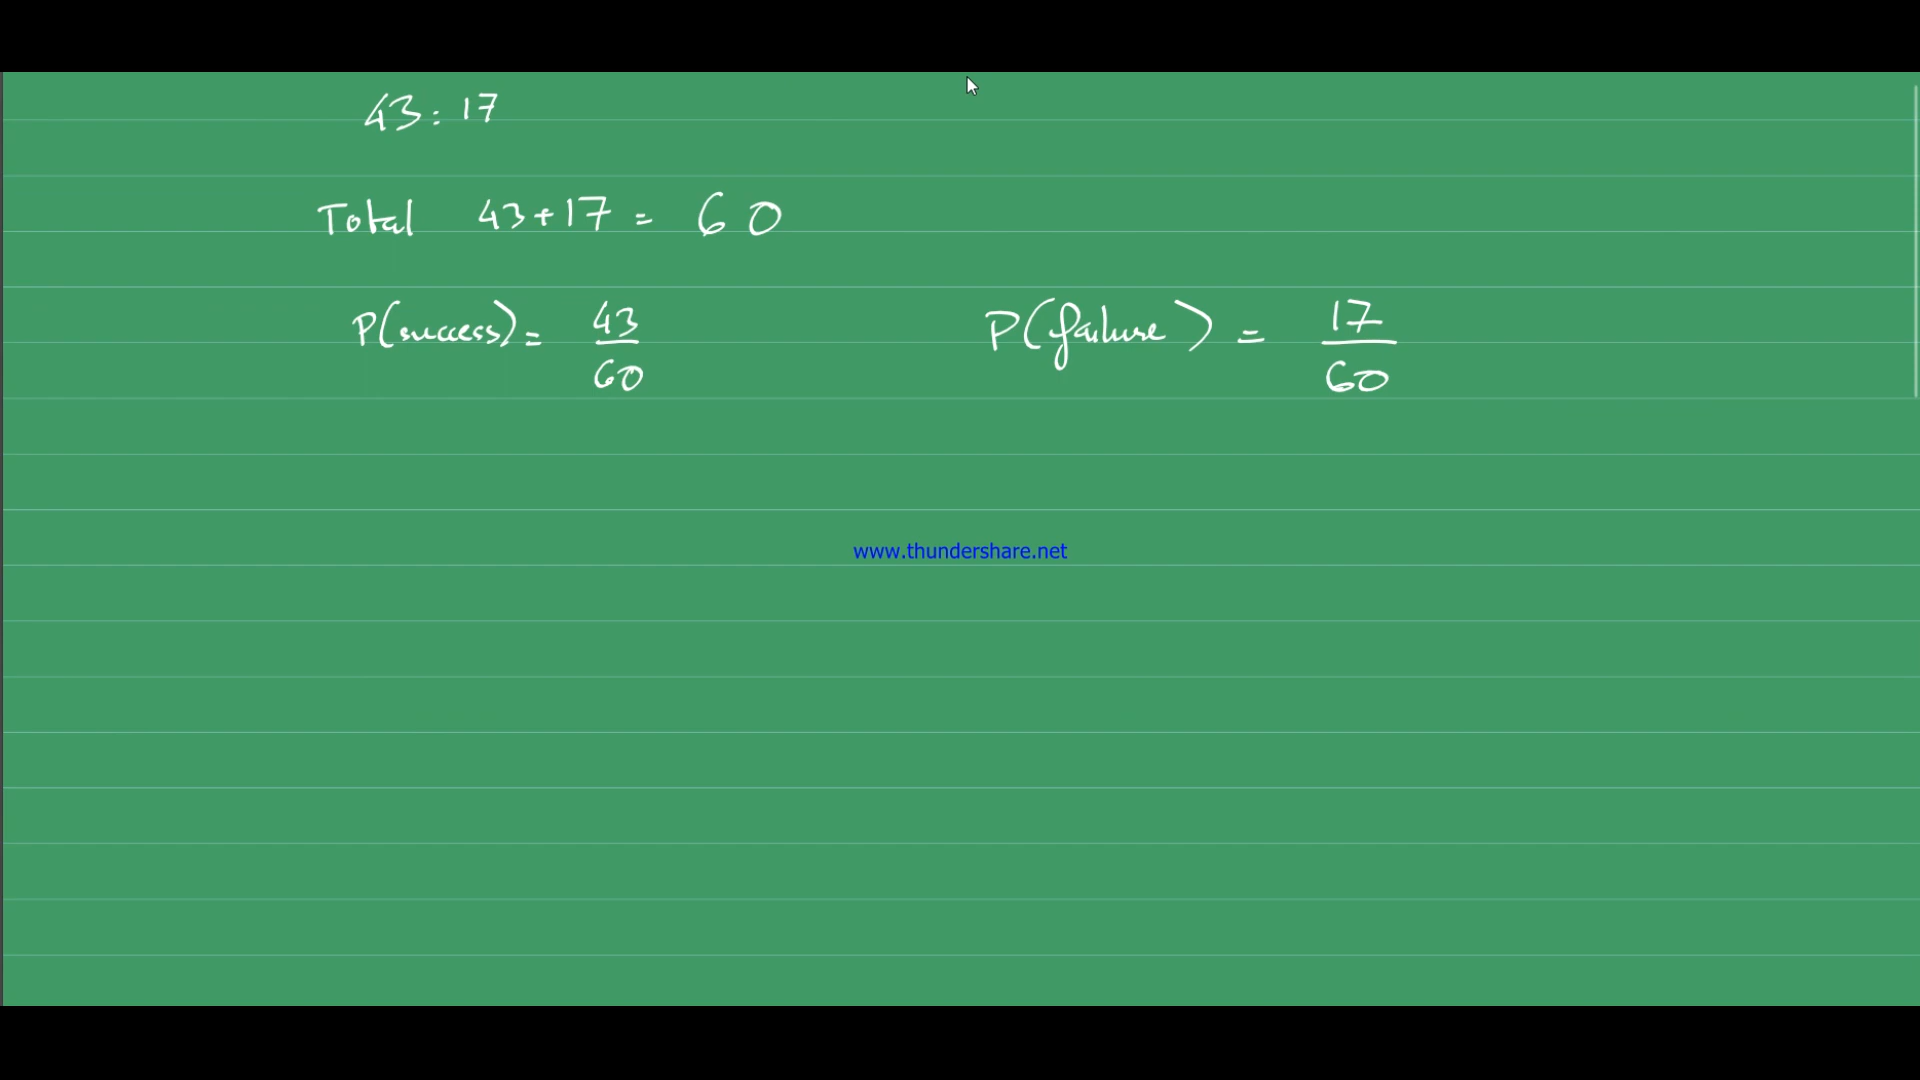 43:17
Total 43+17 = 60
P(success) = 43/60 P(failure) = 17/60
www.thundershare.net